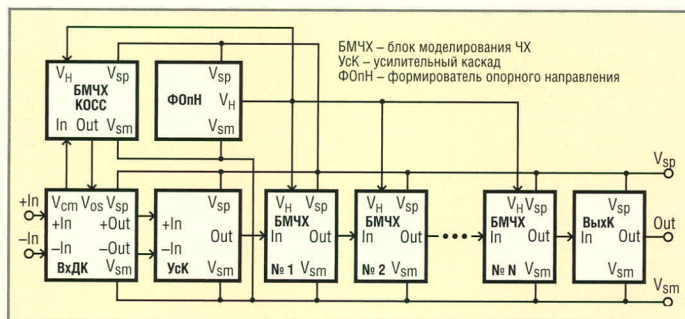 БМЧХ – блок моделирования ЧХ
УсК – усилительный каскад
ФОпН – формирователь опорного направления
V_H V_sp
БМЧХ
КОСС
In Out V_sm
V_sp
ФОпН V_H
V_sm
V_sp
+In
–In
V_cm V_os V_sp
+In +Out
–In –Out
V_sm
ВхДК
V_sp
+In
Out
–In
V_sm
УсК
V_H V_sp
БМЧХ
In Out
V_sm
№ 1
V_H V_sp
БМЧХ
In Out
V_sm
№ 2
V_H V_sp
БМЧХ
In Out
V_sm
№ N
V_sp
ВыхК
V_sm
Out
V_sm